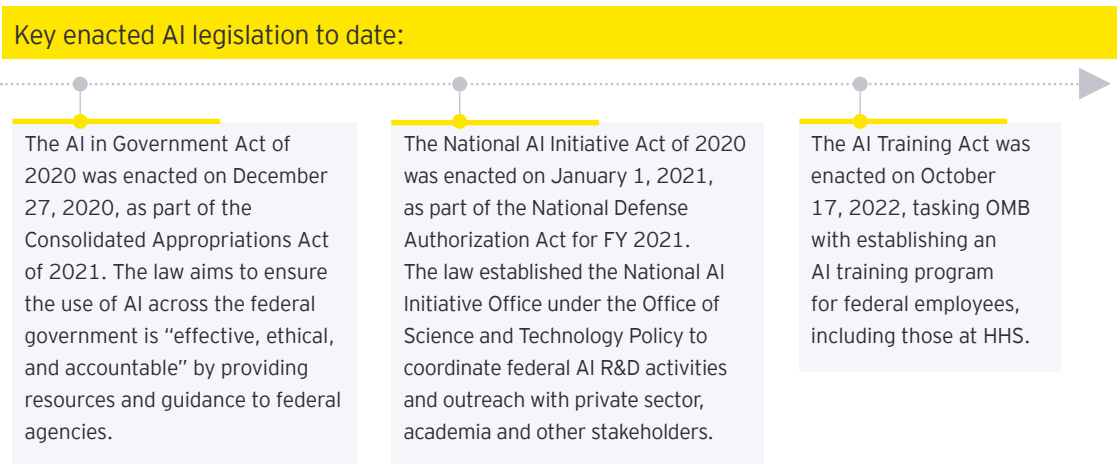 Key enacted AI legislation to date:
The AI in Government Act of
2020 was enacted on December
27, 2020, as part of the
Consolidated Appropriations Act
of 2021. The law aims to ensure
the use of AI across the federal
government is “effective, ethical,
and accountable” by providing
resources and guidance to federal
agencies.
The National AI Initiative Act of 2020
was enacted on January 1, 2021,
as part of the National Defense
Authorization Act for FY 2021.
The law established the National AI
Initiative Office under the Office of
Science and Technology Policy to
coordinate federal AI R&D activities
and outreach with private sector,
academia and other stakeholders.
The AI Training Act was
enacted on October
17, 2022, tasking OMB
with establishing an
AI training program
for federal employees,
including those at HHS.